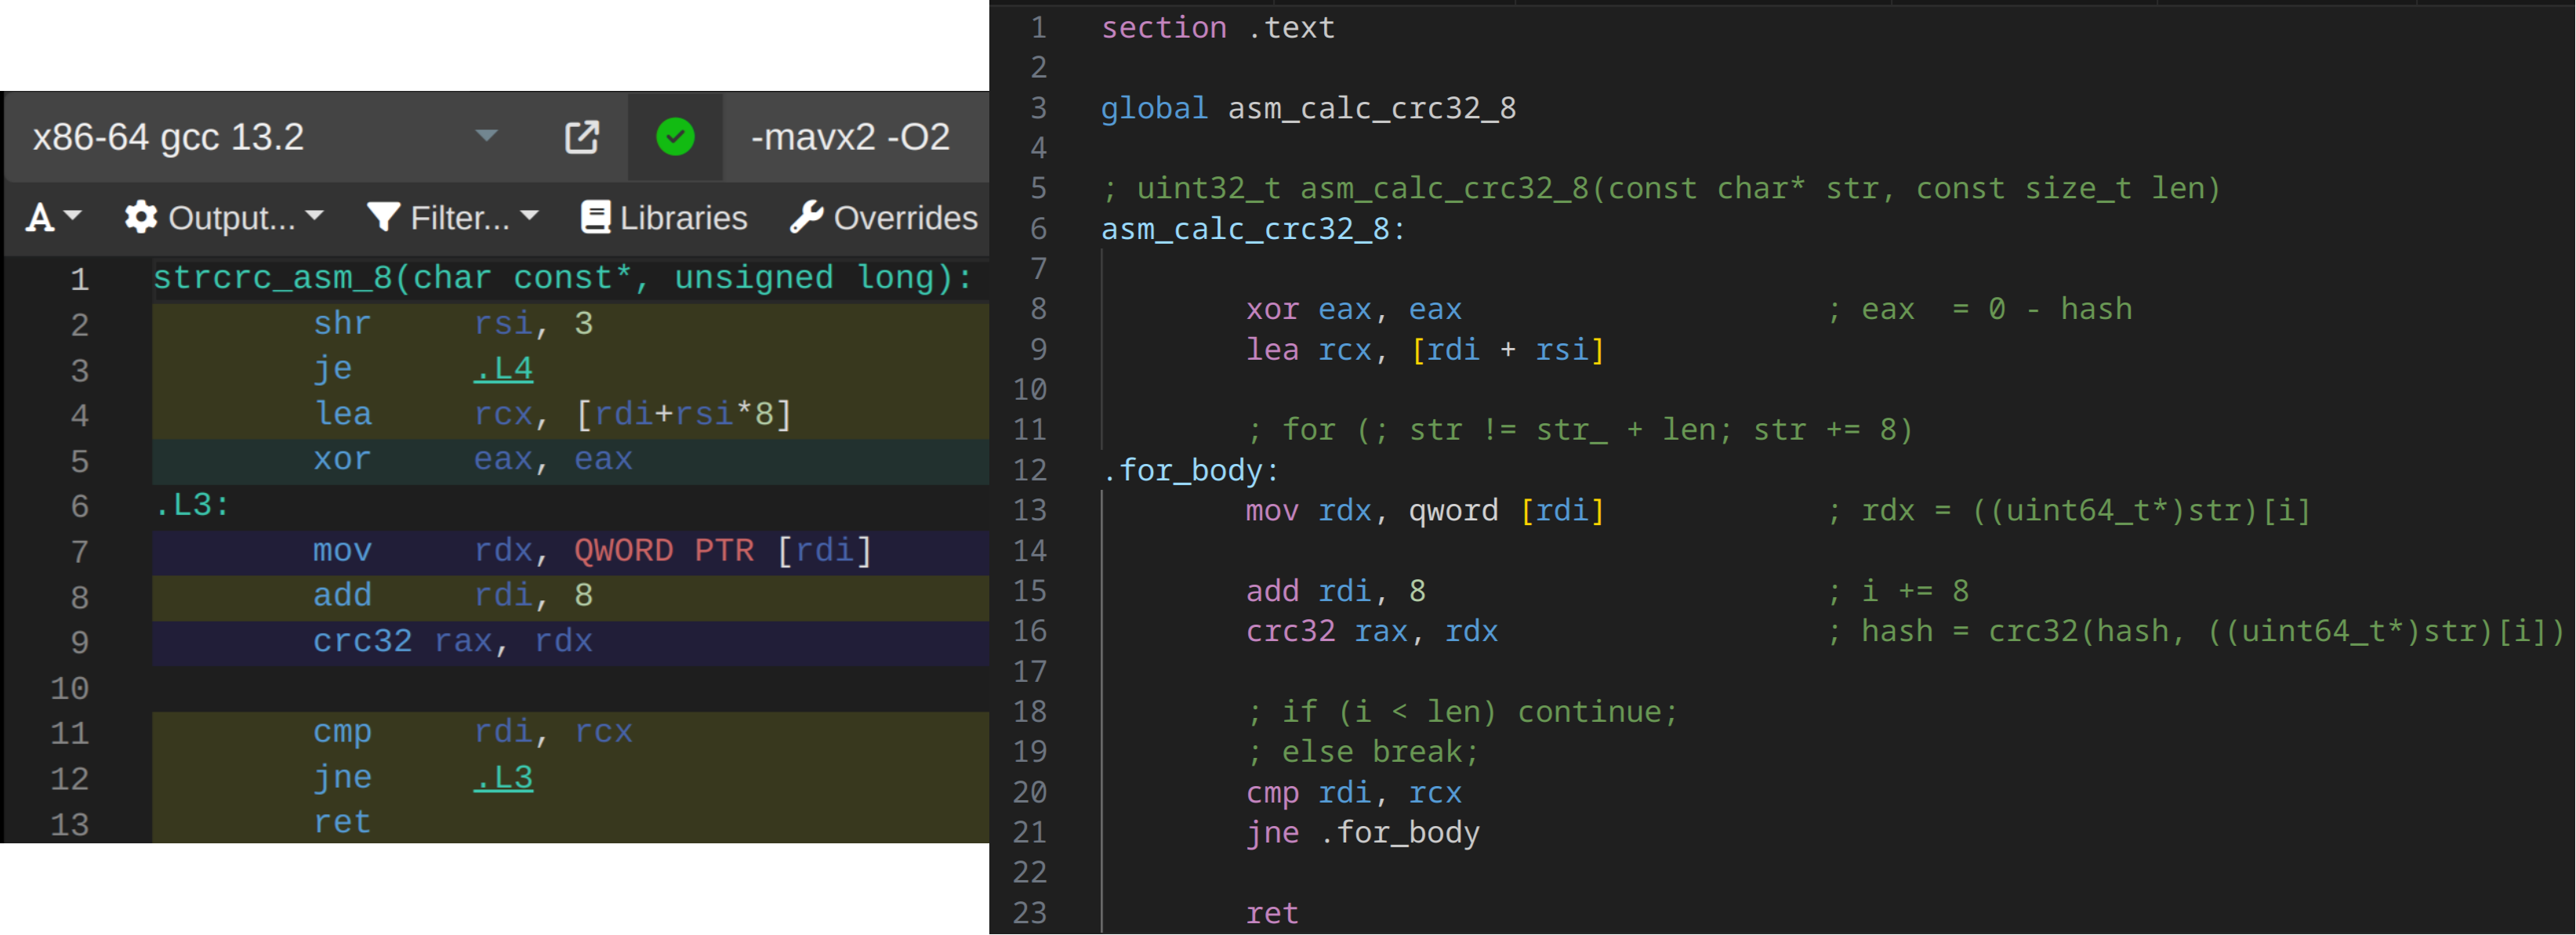 x86-64 gcc 13.2 -mavx2 -O2
A Output... Filter... Libraries Overrides
1 strcrc_asm_8(char const*, unsigned long):
2 shr rsi, 3
3 je .L4
4 lea rcx, [rdi+rsi*8]
5 xor eax, eax
6 .L3:
7 mov rdx, QWORD PTR [rdi]
8 add rdi, 8
9 crc32 rax, rdx
10
11 cmp rdi, rcx
12 jne .L3
13 ret
1 section .text
2
3 global asm_calc_crc32_8
4
5 ; uint32_t asm_calc_crc32_8(const char* str, const size_t len)
6 asm_calc_crc32_8:
7
8 xor eax, eax ; eax  = 0 - hash
9 lea rcx, [rdi + rsi]
10
11 ; for (; str != str_ + len; str += 8)
12 .for_body:
13 mov rdx, qword [rdi] ; rdx = ((uint64_t*)str)[i]
14
15 add rdi, 8 ; i += 8
16 crc32 rax, rdx ; hash = crc32(hash, ((uint64_t*)str)[i])
17
18 ; if (i < len) continue;
19 ; else break;
20 cmp rdi, rcx
21 jne .for_body
22
23 ret